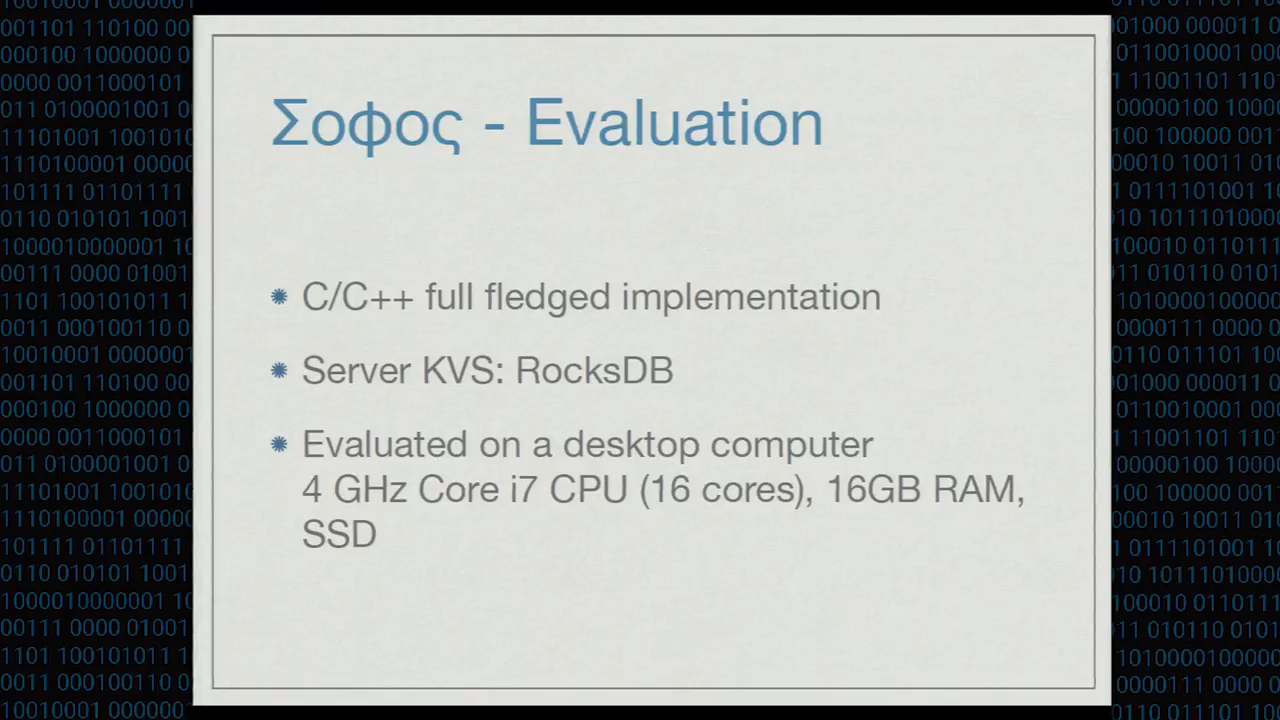 Σοφος - Evaluation
C/C++ full fledged implementation
Server KVS: RocksDB
Evaluated on a desktop computer
4 GHz Core i7 CPU (16 cores), 16GB RAM,
SSD